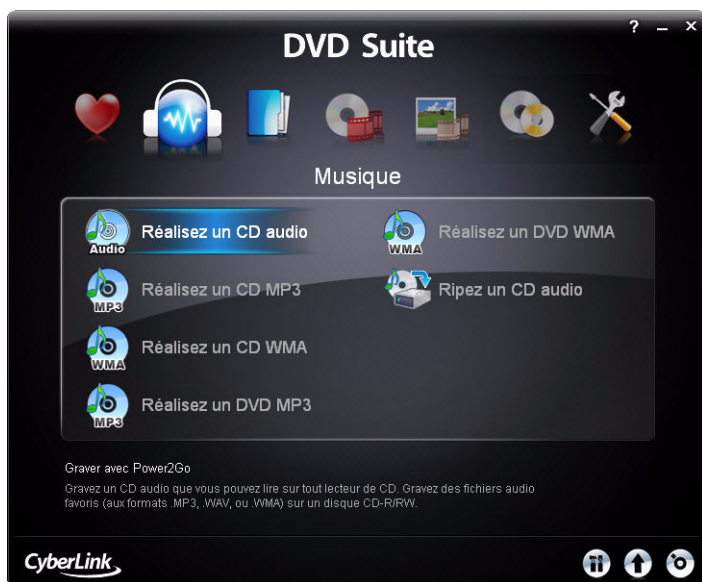 DVD Suite
? – ×
Musique
Audio
Réalisez un CD audio
WMA
Réalisez un DVD WMA
MP3
Réalisez un CD MP3
Ripez un CD audio
WMA
Réalisez un CD WMA
MP3
Réalisez un DVD MP3
Graver avec Power2Go
Gravez un CD audio que vous pouvez lire sur tout lecteur de CD. Gravez des fichiers audio
favoris (aux formats .MP3, .WAV, ou .WMA) sur un disque CD-R/RW.
CyberLink